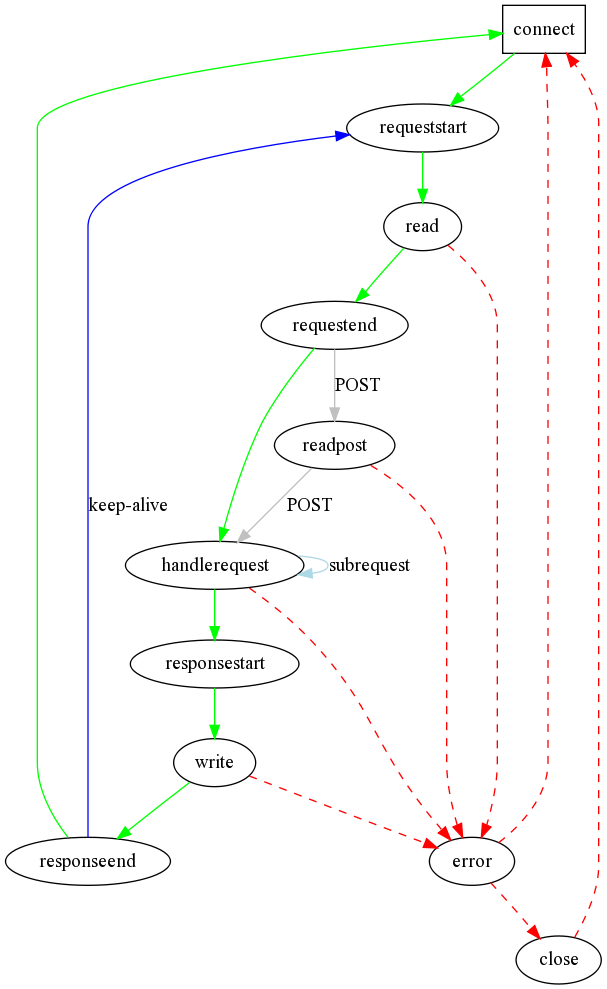 connect
requeststart
read
requestend
POST
readpost
keep-alive
POST
handlerequest
subrequest
responsestart
write
responseend
error
close